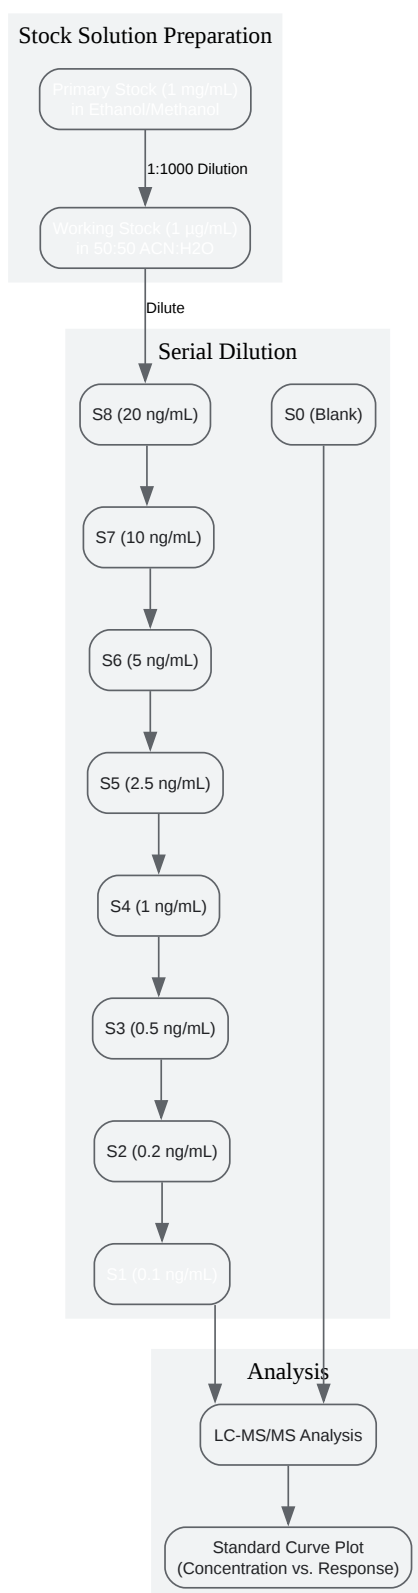 Stock Solution Preparation
Primary Stock (1 mg/mL)
in Ethanol/Methanol
1:1000 Dilution
Working Stock (1 µg/mL)
in 50:50 ACN:H2O
Dilute
Serial Dilution
S8 (20 ng/mL)
S0 (Blank)
S7 (10 ng/mL)
S6 (5 ng/mL)
S5 (2.5 ng/mL)
S4 (1 ng/mL)
S3 (0.5 ng/mL)
S2 (0.2 ng/mL)
S1 (0.1 ng/mL)
Analysis
LC-MS/MS Analysis
Standard Curve Plot
(Concentration vs. Response)